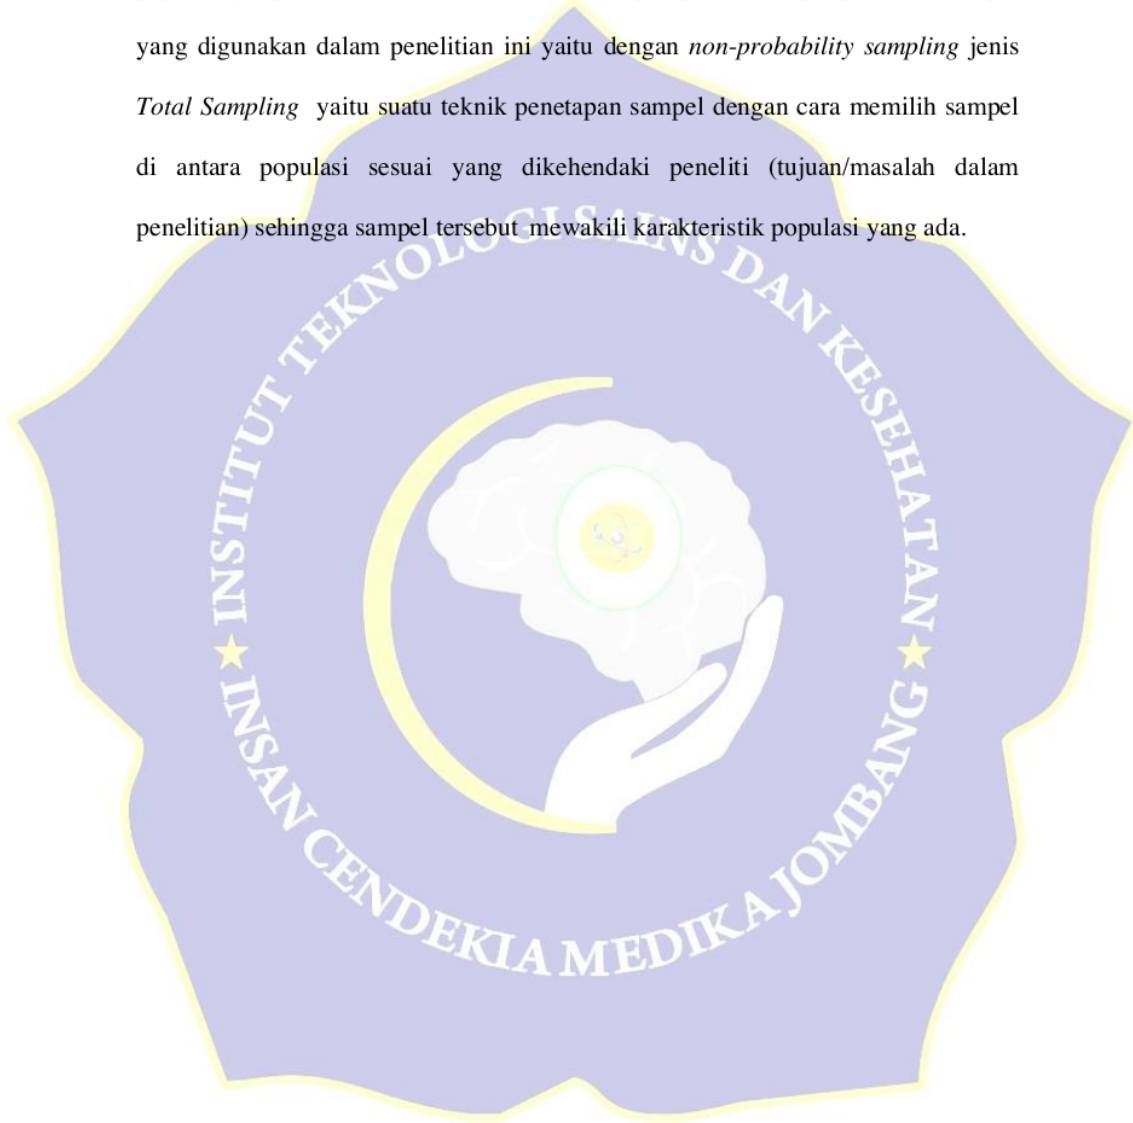 yang digunakan dalam penelitian ini yaitu dengan non-probability sampling jenis
Total Sampling yaitu suatu teknik penetapan sampel dengan cara memilih sampel
di antara populasi sesuai yang dikehendaki peneliti (tujuan/masalah dalam
penelitian) sehingga sampel tersebut mewakili karakteristik populasi yang ada.
INSTITUT TEKNOLOGI SAINS DAN KESEHATAN
INSAN CENDEKIA MEDIKA JOMBANG